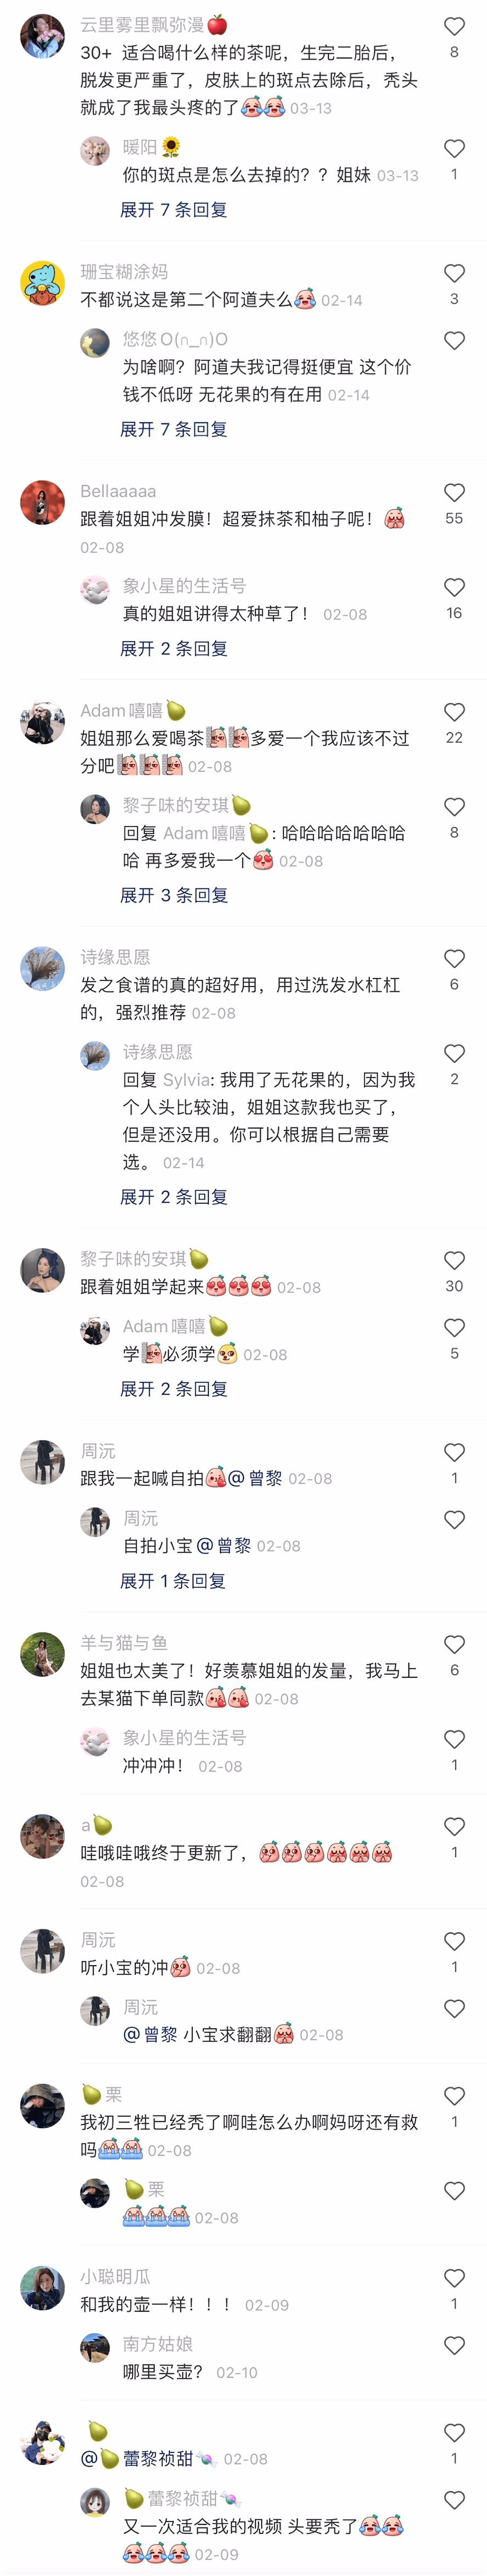 云里雾里飘弥漫🍎
30+ 适合喝什么样的茶呢，生完二胎后，
脱发更严重了，皮肤上的斑点去除后，秃头
就成了我最头疼的了 03-13
8
暖阳🌻
你的斑点是怎么去掉的？？姐妹 03-13
1
展开 7 条回复
珊宝糊涂妈
不都说这是第二个阿道夫么 02-14
3
悠悠O(∩_∩)O
为啥啊？阿道夫我记得挺便宜 这个价
钱不低呀 无花果的有在用 02-14
展开 7 条回复
Bellaaaaa
跟着姐姐冲发膜！超爱抹茶和柚子呢！
55
02-08
象小星的生活号
真的姐姐讲得太种草了！ 02-08
16
展开 2 条回复
Adam嘻嘻🍐
姐姐那么爱喝茶多爱一个我应该不过
分吧 02-08
22
黎子味的安琪🍐
回复 Adam嘻嘻🍐: 哈哈哈哈哈哈哈
哈 再多爱我一个 02-08
8
展开 3 条回复
诗缘思愿
发之食谱的真的超好用，用过洗发水杠杠
的，强烈推荐 02-08
6
诗缘思愿
回复 Sylvia: 我用了无花果的，因为我
个人头比较油，姐姐这款我也买了，
但是还没用。你可以根据自己需要
选。 02-14
2
展开 2 条回复
黎子味的安琪🍐
跟着姐姐学起来 02-08
30
Adam嘻嘻🍐
学必须学 02-08
5
展开 2 条回复
周沅
跟我一起喊自拍@曾黎 02-08
1
周沅
自拍小宝@曾黎 02-08
展开 1 条回复
羊与猫与鱼
姐姐也太美了！好羡慕姐姐的发量，我马上
去某猫下单同款 02-08
6
象小星的生活号
冲冲冲！ 02-08
1
a🍐
哇哦哇哦终于更新了，
1
02-08
周沅
听小宝的冲 02-08
1
周沅
@曾黎 小宝求翻翻 02-08
🍐栗
我初三牲已经秃了啊哇怎么办啊妈呀还有救
吗 02-08
1
🍐栗
02-08
小聪明瓜
和我的壶一样！！！ 02-09
1
南方姑娘
哪里买壶？ 02-10
🍐
@🍐蕾黎祯甜🍬 02-08
1
🍐蕾黎祯甜🍬
又一次适合我的视频 头要秃了
02-09